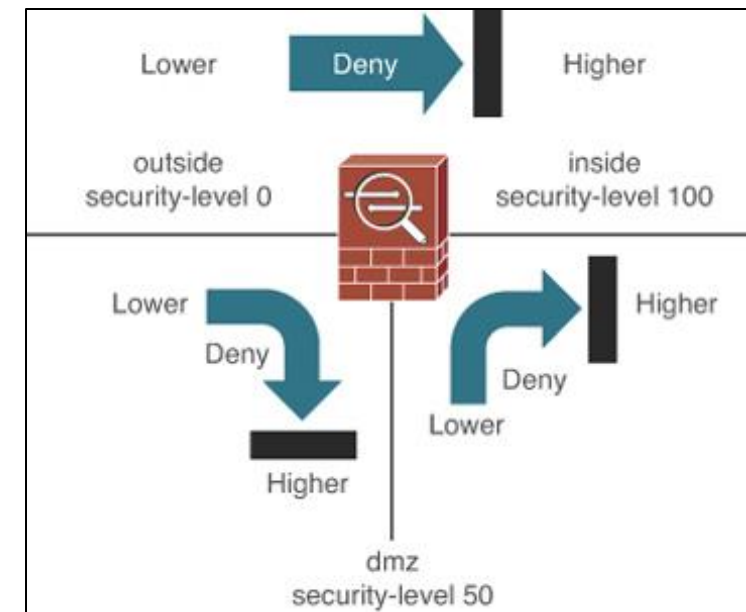 Lower Deny Higher
outside
security-level 0
inside
security-level 100
Lower
Deny
Higher
Higher
Deny
Lower
dmz
security-level 50